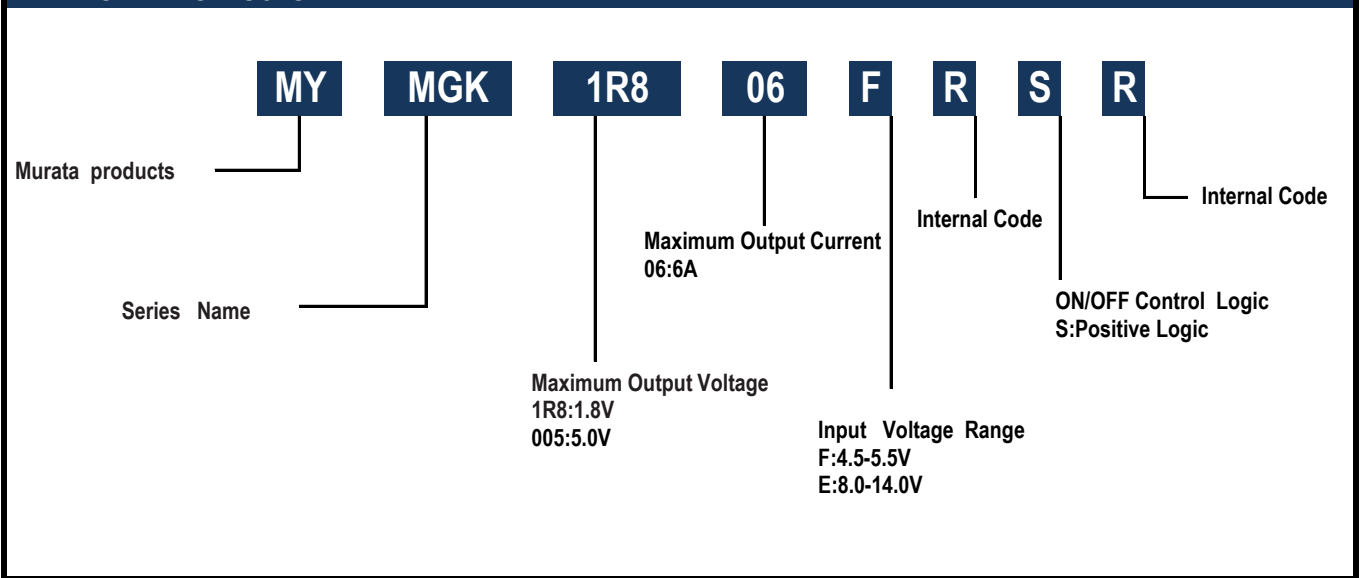 MY MGK 1R8 06 F R S R
Murata products
Internal Code
Internal Code
Maximum Output Current
06:6A
Series Name
ON/OFF Control Logic
S:Positive Logic
Maximum Output Voltage
1R8:1.8V
005:5.0V
Input Voltage Range
F:4.5-5.5V
E:8.0-14.0V